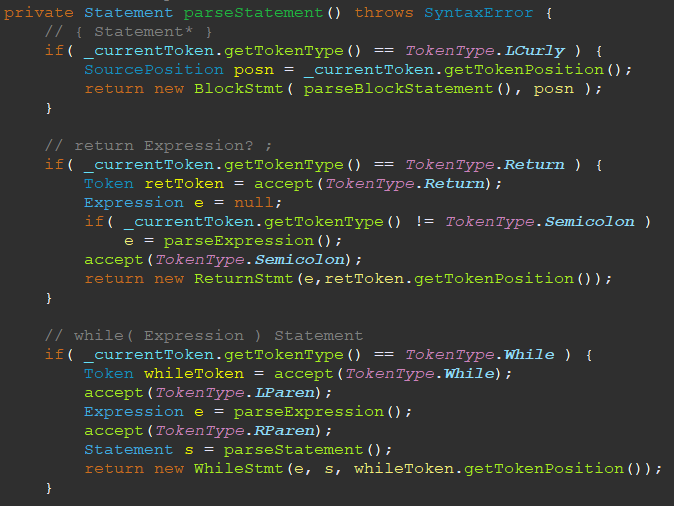 private Statement parseStatement() throws SyntaxError {
    // { Statement* }
    if( _currentToken.getTokenType() == TokenType.LCurly ) {
        SourcePosition posn = _currentToken.getTokenPosition();
        return new BlockStmt( parseBlockStatement(), posn );
    }

    // return Expression? ;
    if( _currentToken.getTokenType() == TokenType.Return ) {
        Token retToken = accept(TokenType.Return);
        Expression e = null;
        if( _currentToken.getTokenType() != TokenType.Semicolon )
            e = parseExpression();
        accept(TokenType.Semicolon);
        return new ReturnStmt(e,retToken.getTokenPosition());
    }

    // while( Expression ) Statement
    if( _currentToken.getTokenType() == TokenType.While ) {
        Token whileToken = accept(TokenType.While);
        accept(TokenType.LParen);
        Expression e = parseExpression();
        accept(TokenType.RParen);
        Statement s = parseStatement();
        return new WhileStmt(e, s, whileToken.getTokenPosition());
    }